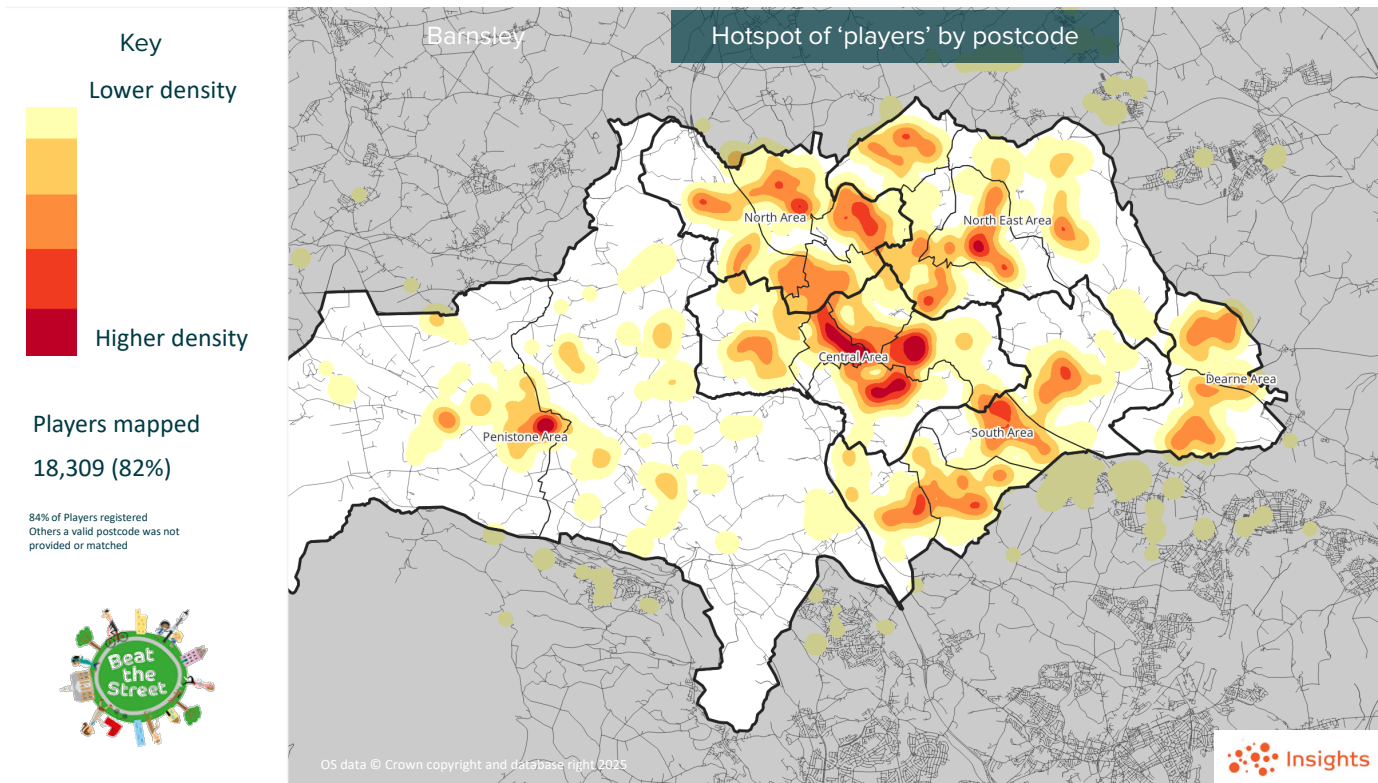 Key
Lower density
Higher density
Players mapped
18,309 (82%)
84% of Players registered
Others a valid postcode was not
provided or matched
Beat
the
Street
Barnsley
Hotspot of ‘players’ by postcode
North Area
North East Area
Central Area
Dearne Area
Penistone Area
South Area
OS data © Crown copyright and database right 2025
Insights